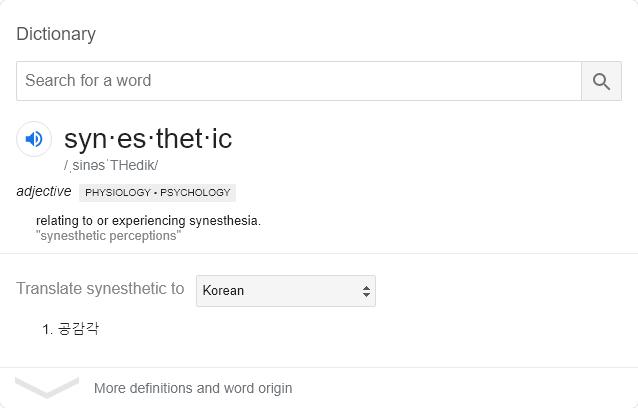 Dictionary
Search for a word
syn·es·thet·ic
/ˌsinəsˈTHedik/
adjective PHYSIOLOGY • PSYCHOLOGY
relating to or experiencing synesthesia.
"synesthetic perceptions"
Translate synesthetic to Korean
1. 공감각
More definitions and word origin